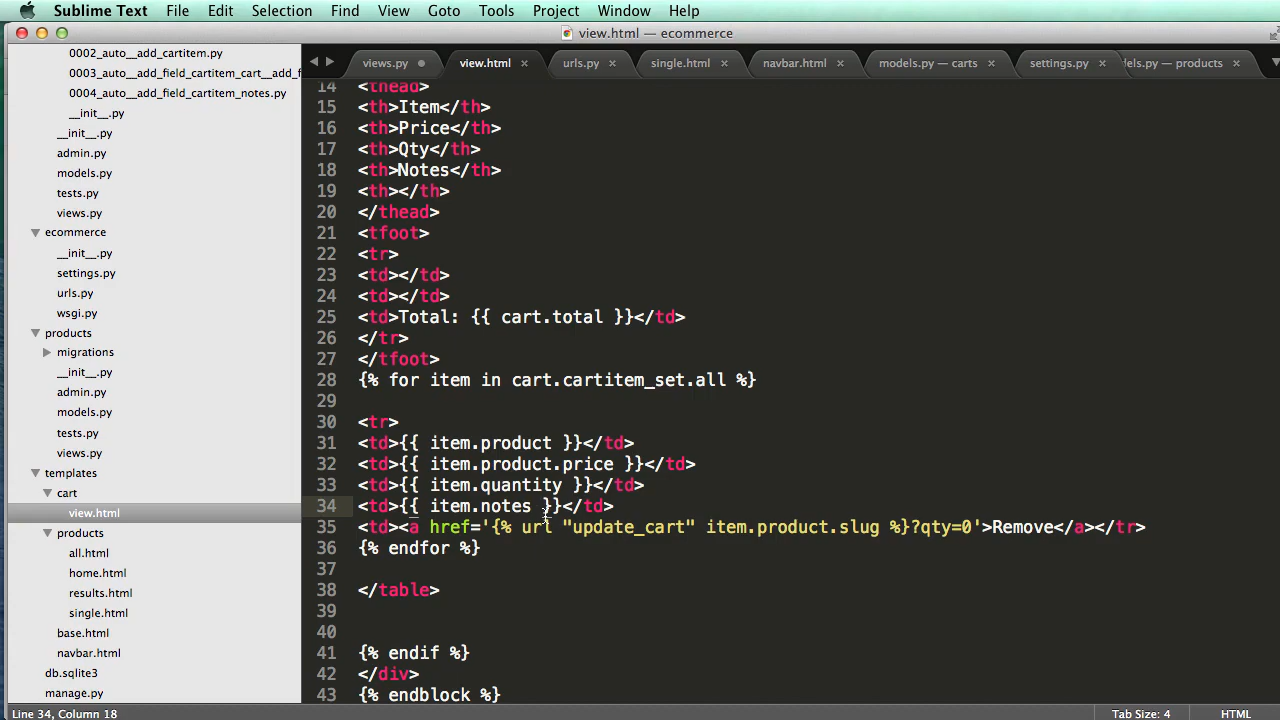 Sublime Text File Edit Selection Find View Goto Tools Project Window Help
view.html — ecommerce
0002_auto__add_cartitem.py
0003_auto__add_field_cartitem_cart__add_f
0004_auto__add_field_cartitem_notes.py
__init__.py
__init__.py
admin.py
models.py
tests.py
views.py
ecommerce
__init__.py
settings.py
urls.py
wsgi.py
products
migrations
__init__.py
admin.py
models.py
tests.py
views.py
templates
cart
view.html
products
all.html
home.html
results.html
single.html
base.html
navbar.html
db.sqlite3
manage.py
views.py view.html urls.py single.html navbar.html models.py — carts settings.py dels.py — products
14 <thead>
15 <th>Item</th>
16 <th>Price</th>
17 <th>Qty</th>
18 <th>Notes</th>
19 <th></th>
20 </thead>
21 <tfoot>
22 <tr>
23 <td></td>
24 <td></td>
25 <td>Total: {{ cart.total }}</td>
26 </tr>
27 </tfoot>
28 {% for item in cart.cartitem_set.all %}
29
30 <tr>
31 <td>{{ item.product }}</td>
32 <td>{{ item.product.price }}</td>
33 <td>{{ item.quantity }}</td>
34 <td>{{ item.notes }}</td>
35 <td><a href='{% url "update_cart" item.product.slug %}?qty=0'>Remove</a></tr>
36 {% endfor %}
37
38 </table>
39
40
41 {% endif %}
42 </div>
43 {% endblock %}
Line 34, Column 18 Tab Size: 4 HTML